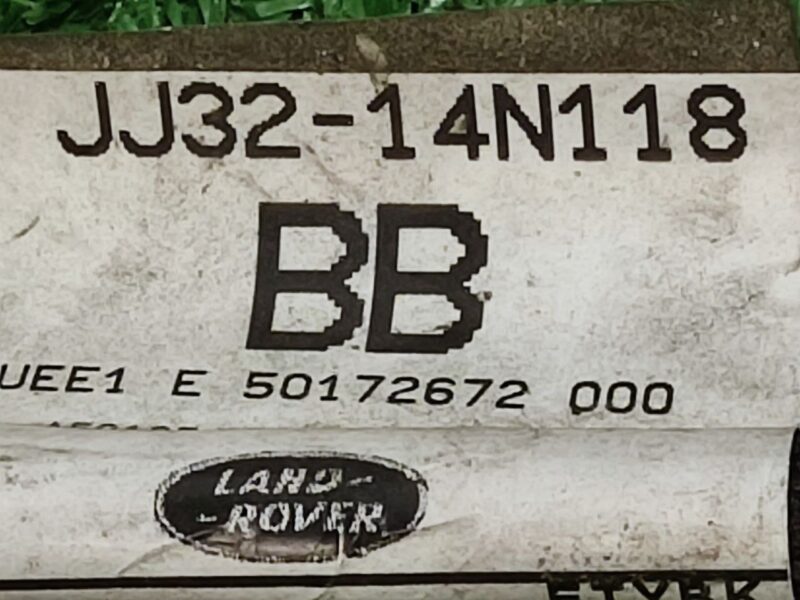 JJ32-14N118
BB
UEE1 E 50172672 000
LAND-
-ROVER